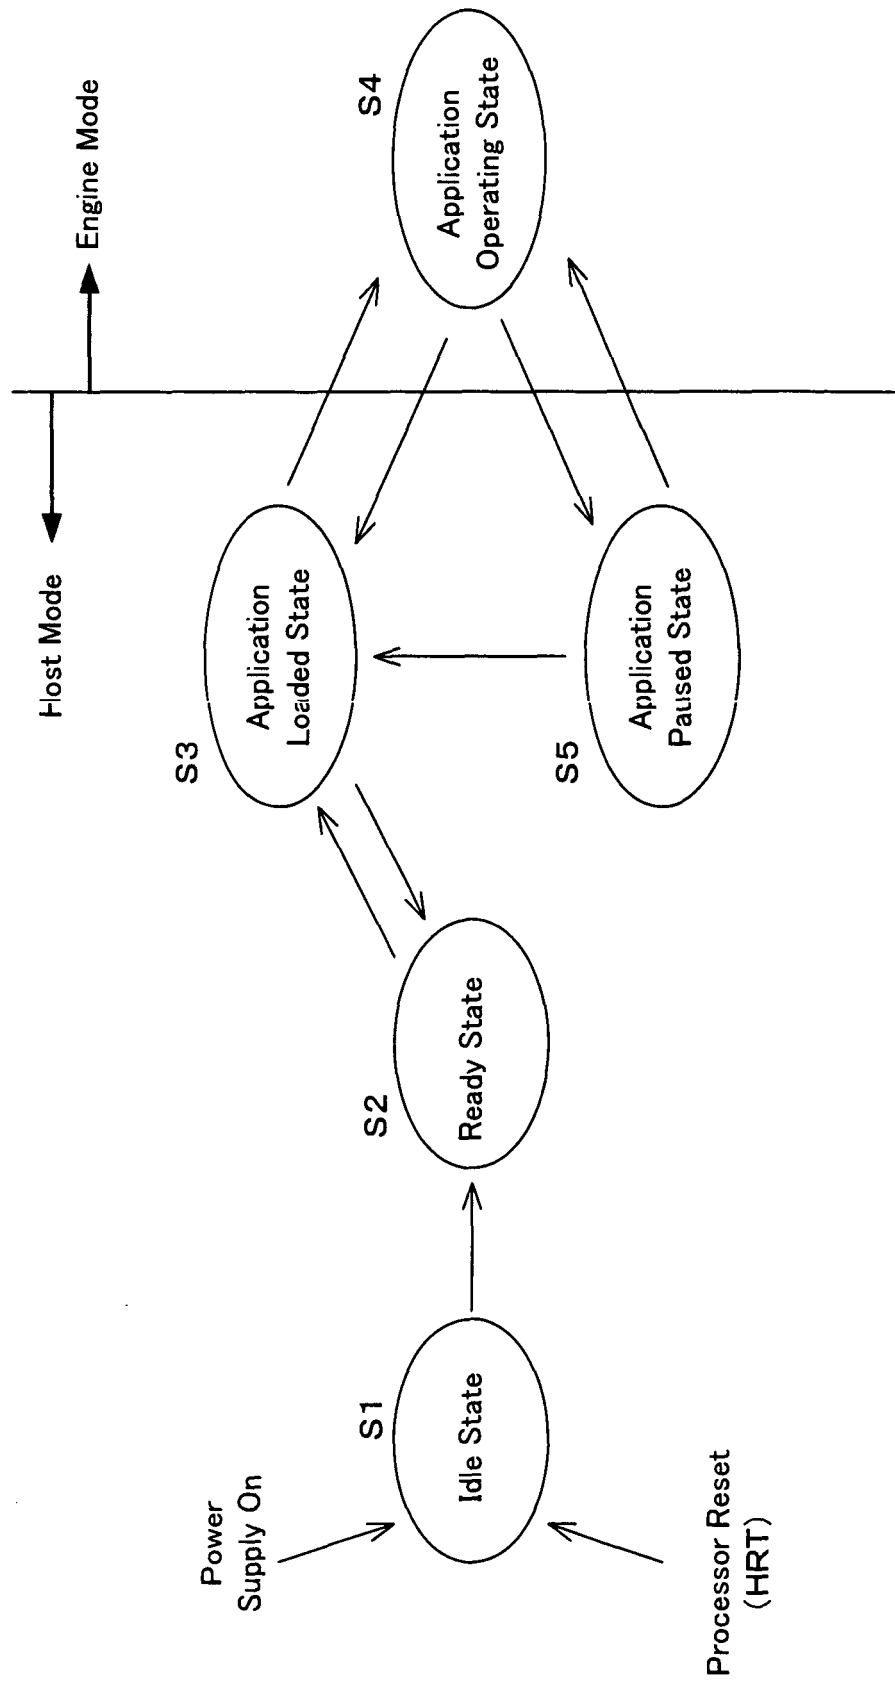 Host Mode
Engine Mode
Power
Supply On
S1
Idle State
Processor Reset
(HRT)
S2
Ready State
S3
Application
Loaded State
S5
Application
Paused State
S4
Application
Operating State